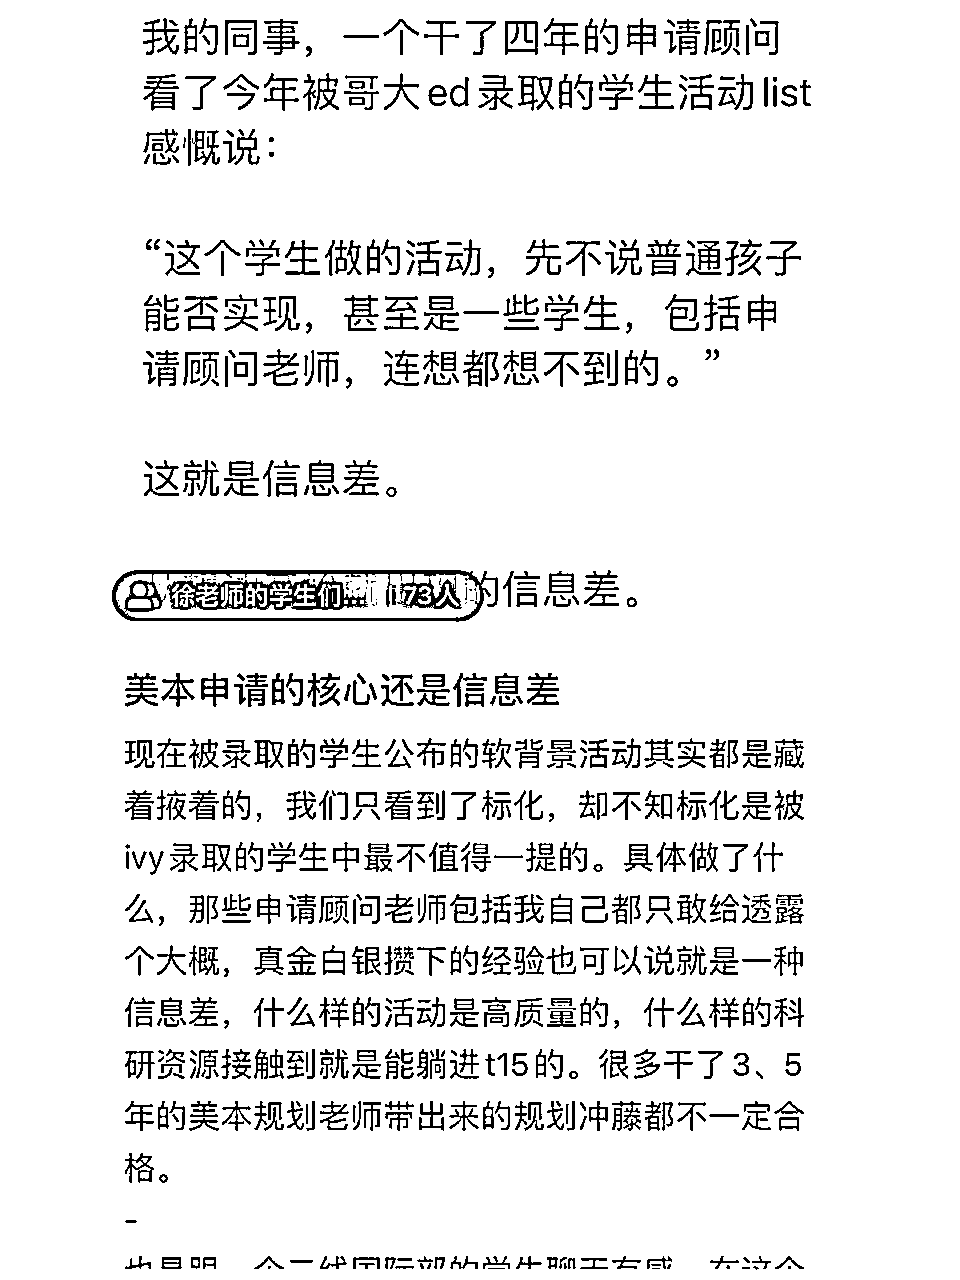 我的同事，一个干了四年的申请顾问
看了今年被哥大ed录取的学生活动list
感慨说：
“这个学生做的活动，先不说普通孩子
能否实现，甚至是一些学生，包括申
请顾问老师，连想都想不到的。”
这就是信息差。
徐老师的学生们... 173人
的信息差。
美本申请的核心还是信息差
现在被录取的学生公布的软背景活动其实都是藏
着掖着的，我们只看到了标化，却不知标化是被
ivy录取的学生中最不值得一提的。具体做了什
么，那些申请顾问老师包括我自己都只敢给透露
个大概，真金白银攒下的经验也可以说就是一种
信息差，什么样的活动是高质量的，什么样的科
研资源接触到就是能躺进t15的。很多干了3、5
年的美本规划老师带出来的规划冲藤都不一定合
格。
-